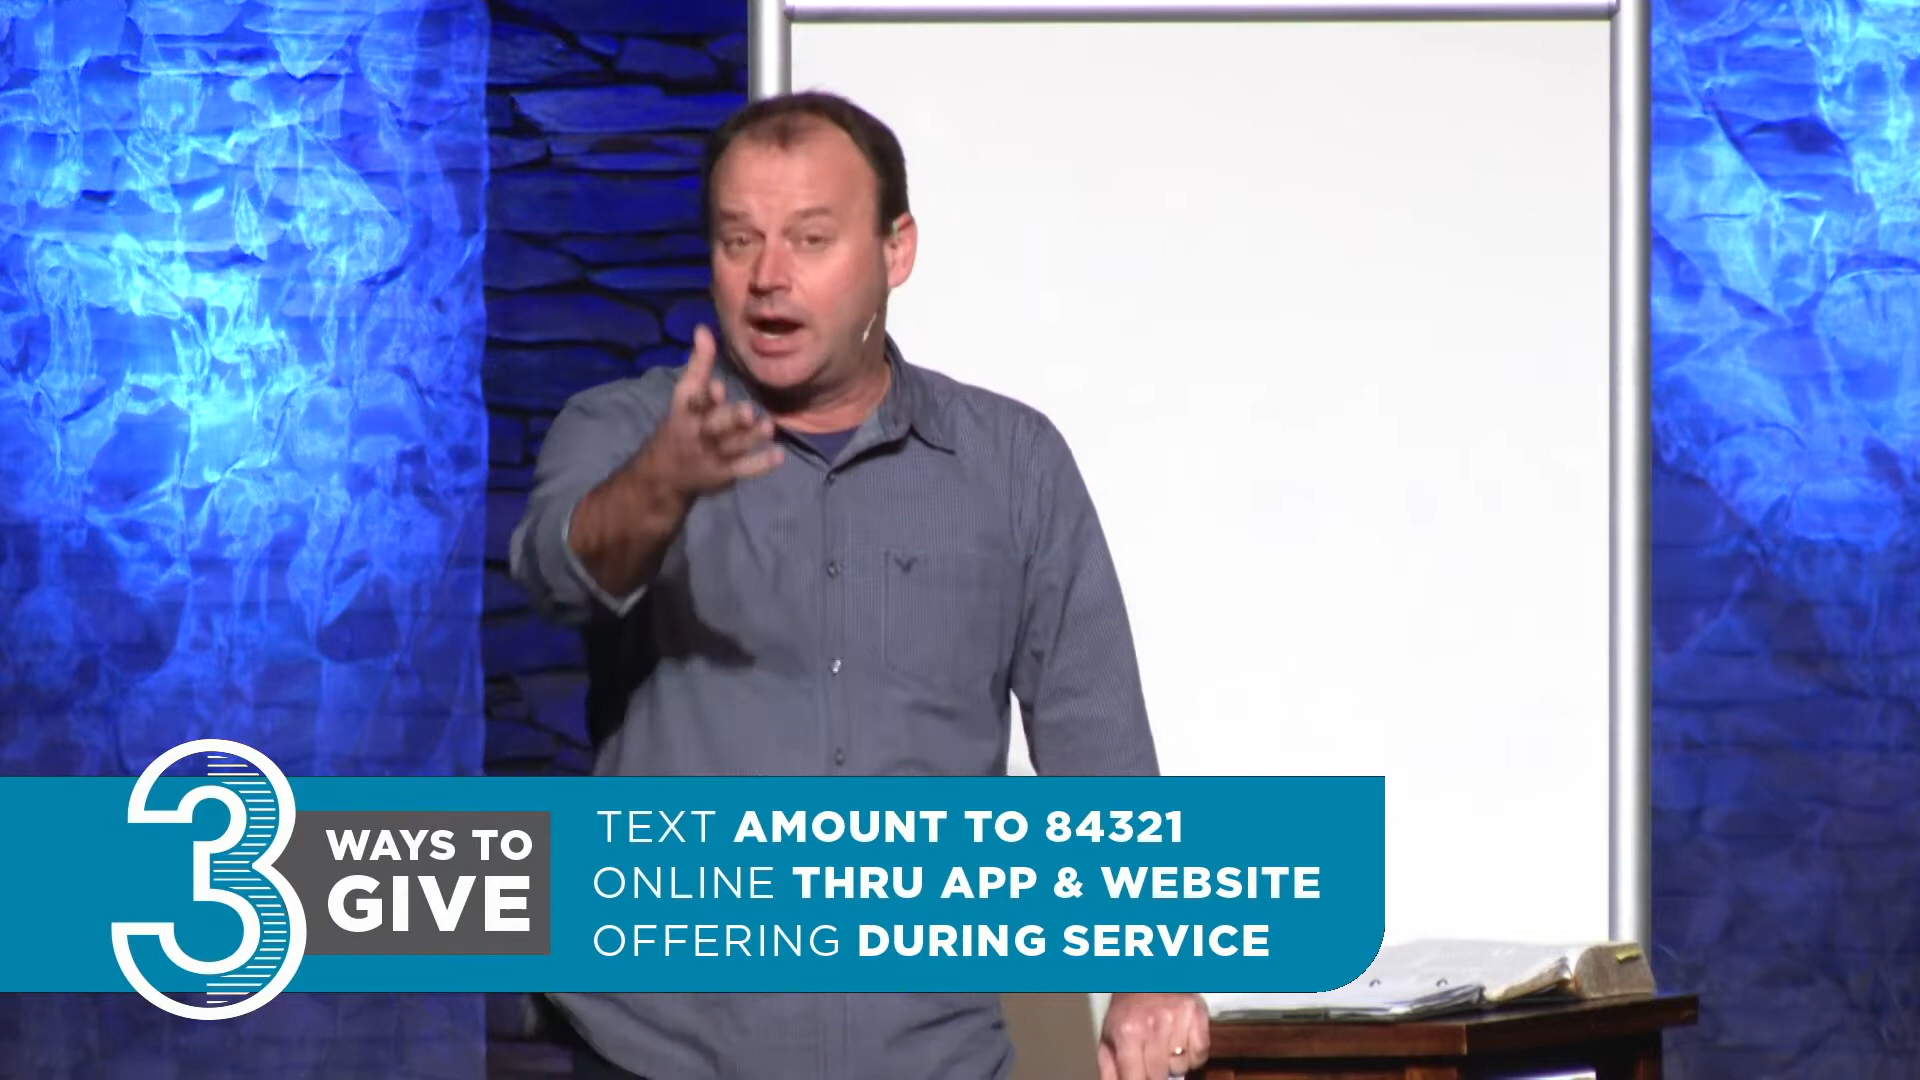 3 WAYS TO
GIVE
TEXT AMOUNT TO 84321
ONLINE THRU APP & WEBSITE
OFFERING DURING SERVICE